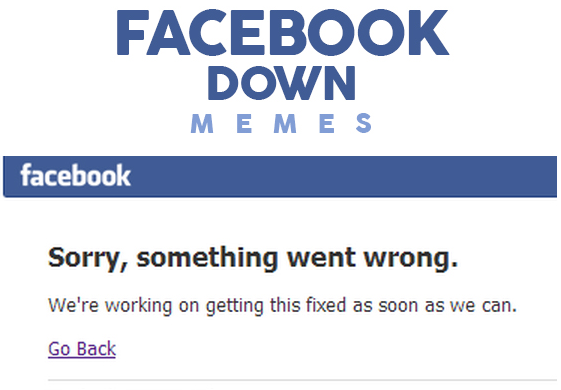 FACEBOOK
DOWN
MEMES
facebook
Sorry, something went wrong.
We're working on getting this fixed as soon as we can.
Go Back